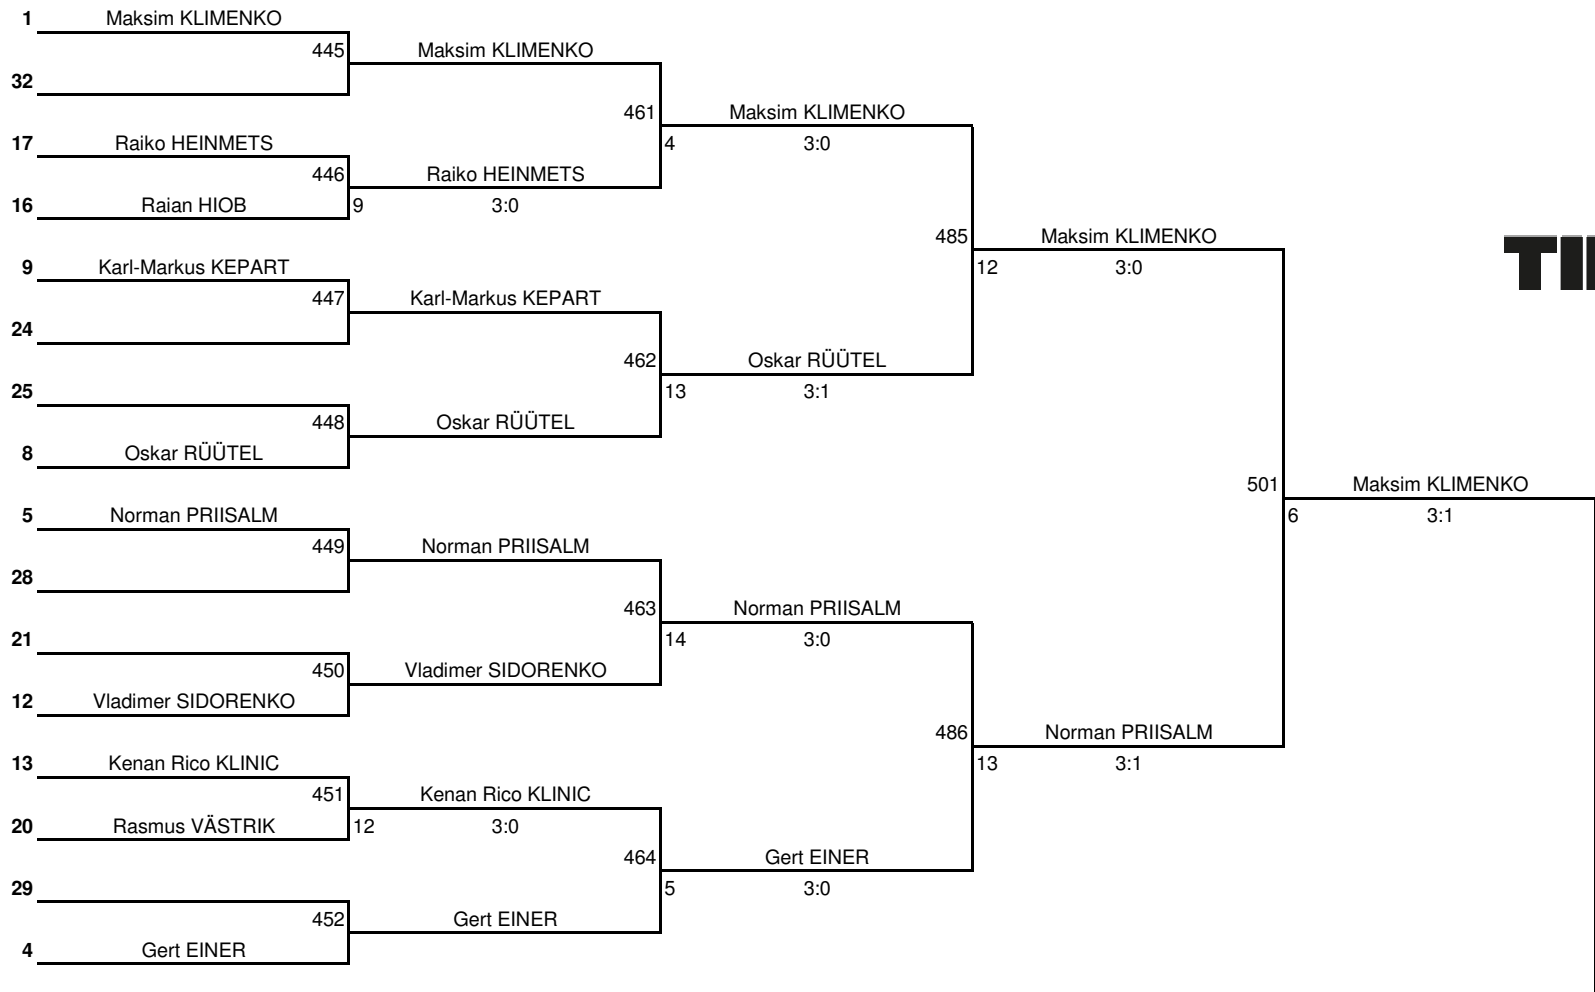 1 Maksim KLIMENKO
445 Maksim KLIMENKO
32
461 Maksim KLIMENKO
17 Raiko HEINMETS 4 3:0
446 Raiko HEINMETS
16 Raian HIOB 9 3:0
485 Maksim KLIMENKO
9 Karl-Markus KEPART 12 3:0
447 Karl-Markus KEPART
24
462 Oskar RÜÜTEL
25 13 3:1
448 Oskar RÜÜTEL
8 Oskar RÜÜTEL
501 Maksim KLIMENKO
5 Norman PRIISALM 6 3:1
449 Norman PRIISALM
28
463 Norman PRIISALM
21 14 3:0
450 Vladimer SIDORENKO
12 Vladimer SIDORENKO
486 Norman PRIISALM
13 Kenan Rico KLINIC 13 3:1
451 Kenan Rico KLINIC
20 Rasmus VÄSTRIK 12 3:0
464 Gert EINER
29 5 3:0
452 Gert EINER
4 Gert EINER